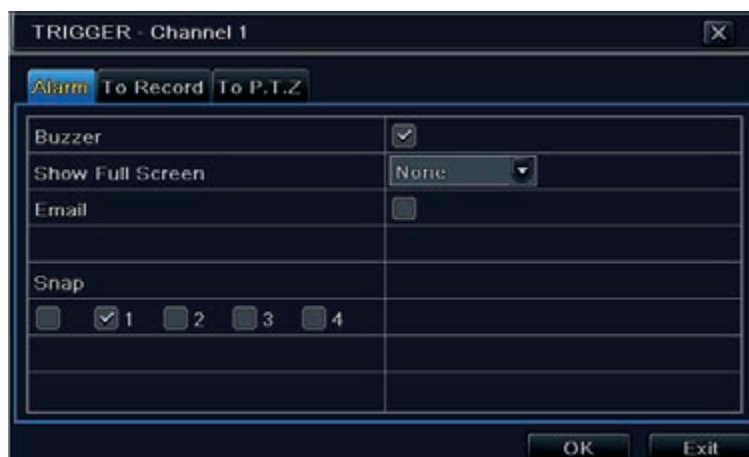 TRIGGER - Channel 1
Alarm To Record To P.T.Z
Buzzer
Show Full Screen None
Email
Snap
1 2 3 4
OK Exit